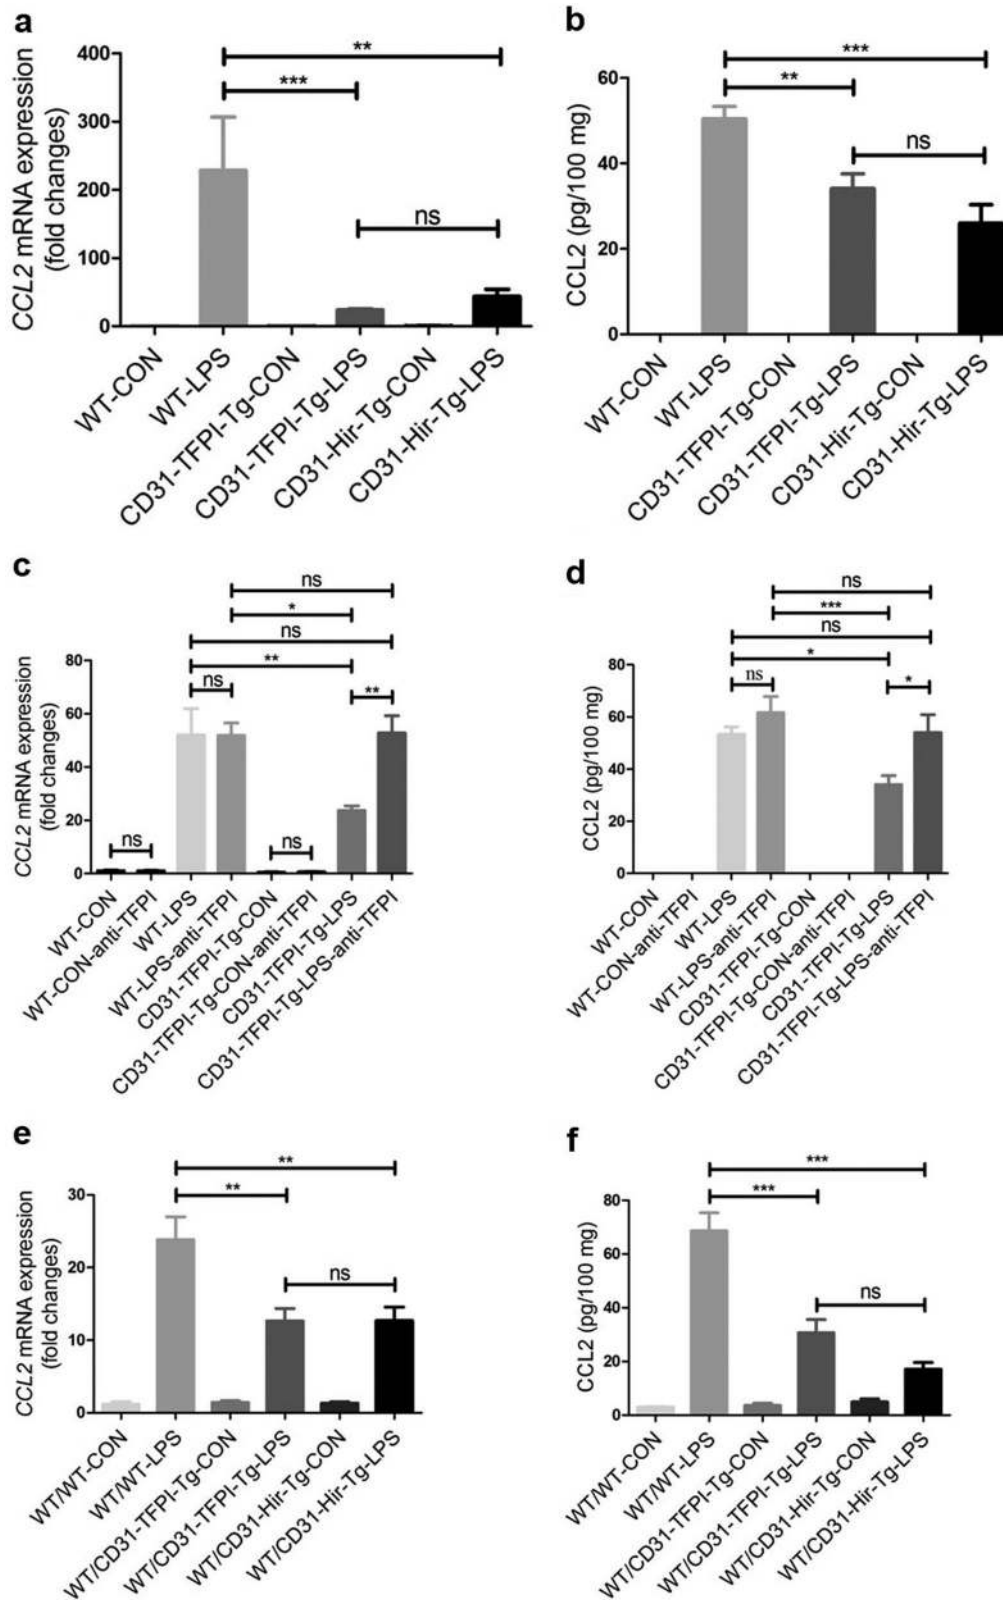 a
CCL2 mRNA expression
(fold changes)
400
300
200
100
0
**
***
ns
WT-CON
WT-LPS
CD31-TFPI-Tg-CON
CD31-TFPI-Tg-LPS
CD31-Hir-Tg-CON
CD31-Hir-Tg-LPS
b
CCL2 (pg/100 mg)
60
40
20
0
***
**
ns
WT-CON
WT-LPS
CD31-TFPI-Tg-CON
CD31-TFPI-Tg-LPS
CD31-Hir-Tg-CON
CD31-Hir-Tg-LPS
c
CCL2 mRNA expression
(fold changes)
80
60
40
20
0
ns
*
ns
**
ns
**
ns
ns
WT-CON
WT-CON-anti-TFPI
WT-LPS
WT-LPS-anti-TFPI
CD31-TFPI-Tg-CON
CD31-TFPI-Tg-CON-anti-TFPI
CD31-TFPI-Tg-LPS
CD31-TFPI-Tg-LPS-anti-TFPI
d
CCL2 (pg/100 mg)
80
60
40
20
0
ns
***
ns
*
ns
*
WT-CON
WT-CON-anti-TFPI
WT-LPS
WT-LPS-anti-TFPI
CD31-TFPI-Tg-CON
CD31-TFPI-Tg-CON-anti-TFPI
CD31-TFPI-Tg-LPS
CD31-TFPI-Tg-LPS-anti-TFPI
e
CCL2 mRNA expression
(fold changes)
30
20
10
0
**
**
ns
WT/WT-CON
WT/WT-LPS
WT/CD31-TFPI-Tg-CON
WT/CD31-TFPI-Tg-LPS
WT/CD31-Hir-Tg-CON
WT/CD31-Hir-Tg-LPS
f
CCL2 (pg/100 mg)
80
60
40
20
0
***
***
ns
WT/WT-CON
WT/WT-LPS
WT/CD31-TFPI-Tg-CON
WT/CD31-TFPI-Tg-LPS
WT/CD31-Hir-Tg-CON
WT/CD31-Hir-Tg-LPS